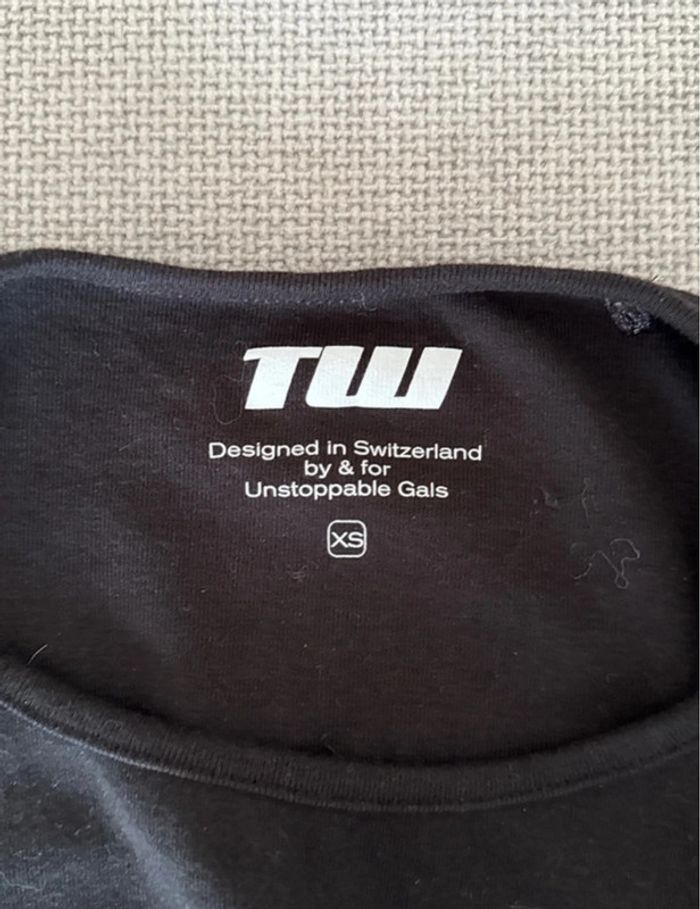 TW
Designed in Switzerland
by & for
Unstoppable Gals
XS